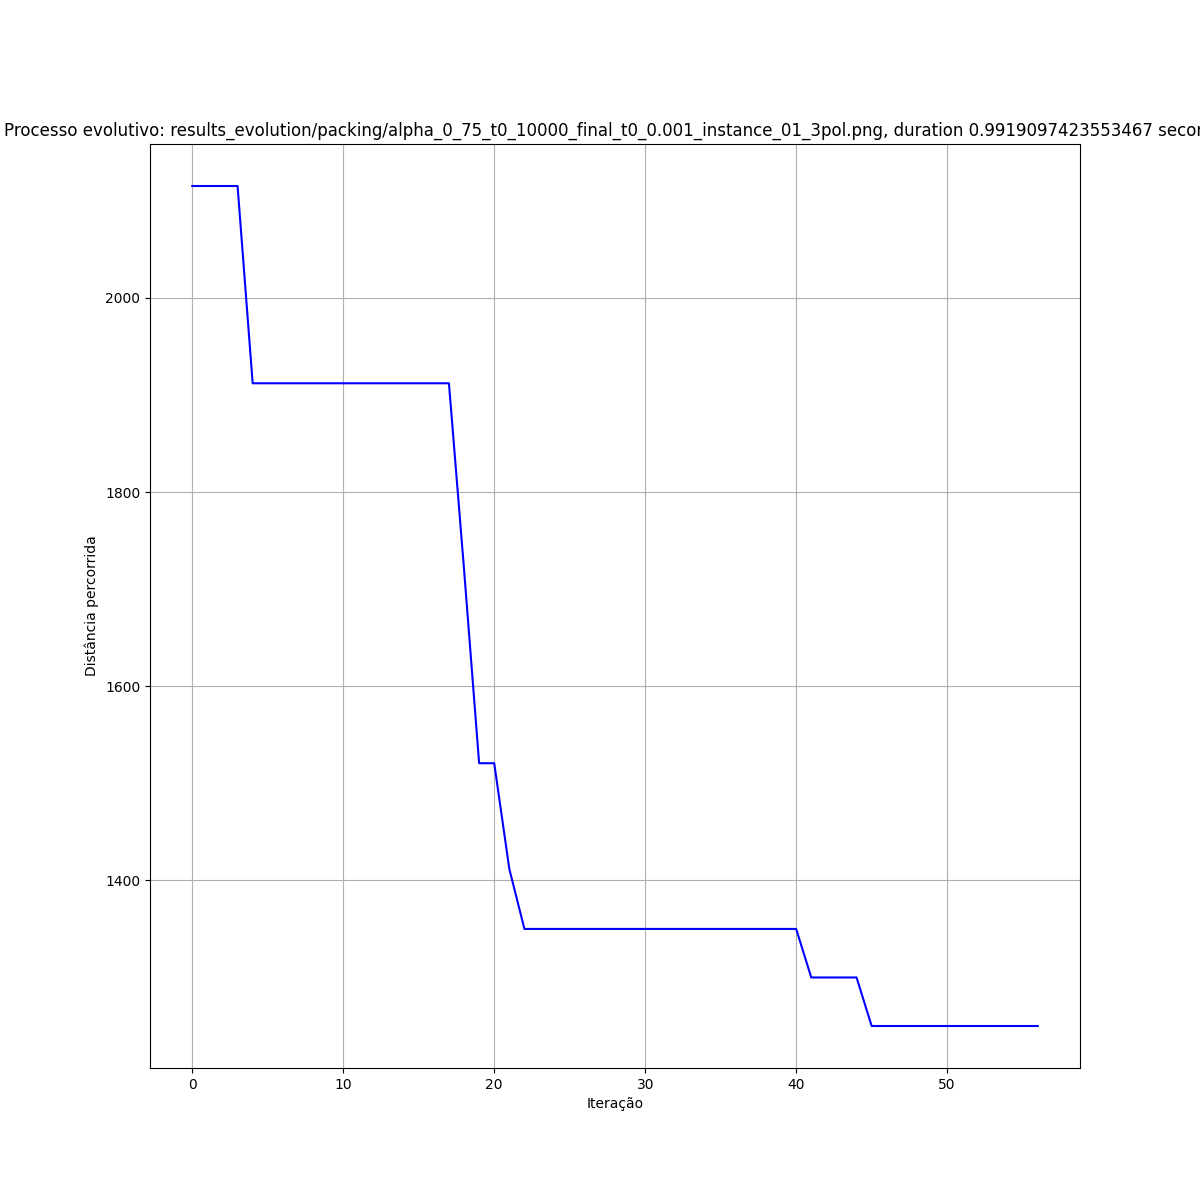 Processo evolutivo: results_evolution/packing/alpha_0_75_t0_10000_final_t0_0.001_instance_01_3pol.png, duration 0.9919097423553467
2000
1800
1600
1400
Distância percorrida
0 10 20 30 40 50
Iteração